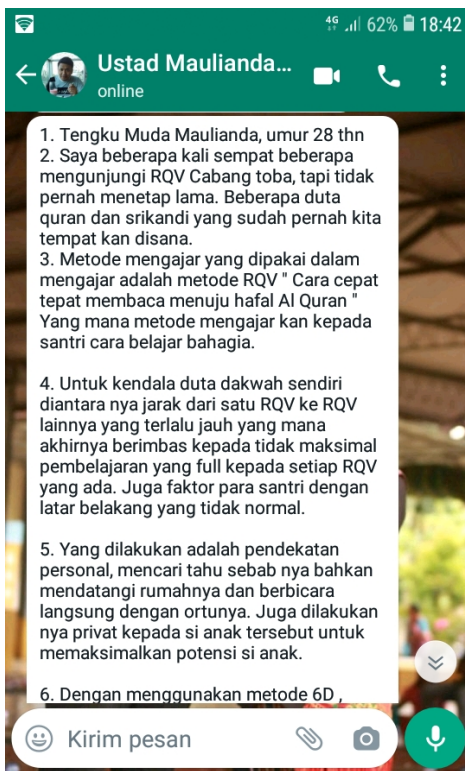 4G 62% 18:42
Ustad Maulianda...
online
1. Tengku Muda Maulianda, umur 28 thn
2. Saya beberapa kali sempat beberapa
mengunjungi RQV Cabang toba, tapi tidak
pernah menetap lama. Beberapa duta
quran dan srikandi yang sudah pernah kita
tempat kan disana.
3. Metode mengajar yang dipakai dalam
mengajar adalah metode RQV " Cara cepat
tepat membaca menuju hafal Al Quran "
Yang mana metode mengajar kan kepada
santri cara belajar bahagia.
4. Untuk kendala duta dakwah sendiri
diantara nya jarak dari satu RQV ke RQV
lainnya yang terlalu jauh yang mana
akhirnya berimbas kepada tidak maksimal
pembelajaran yang full kepada setiap RQV
yang ada. Juga faktor para santri dengan
latar belakang yang tidak normal.
5. Yang dilakukan adalah pendekatan
personal, mencari tahu sebab nya bahkan
mendatangi rumahnya dan berbicara
langsung dengan ortunya. Juga dilakukan
nya privat kepada si anak tersebut untuk
memaksimalkan potensi si anak.
6. Dengan menggunakan metode 6D ,
Kirim pesan